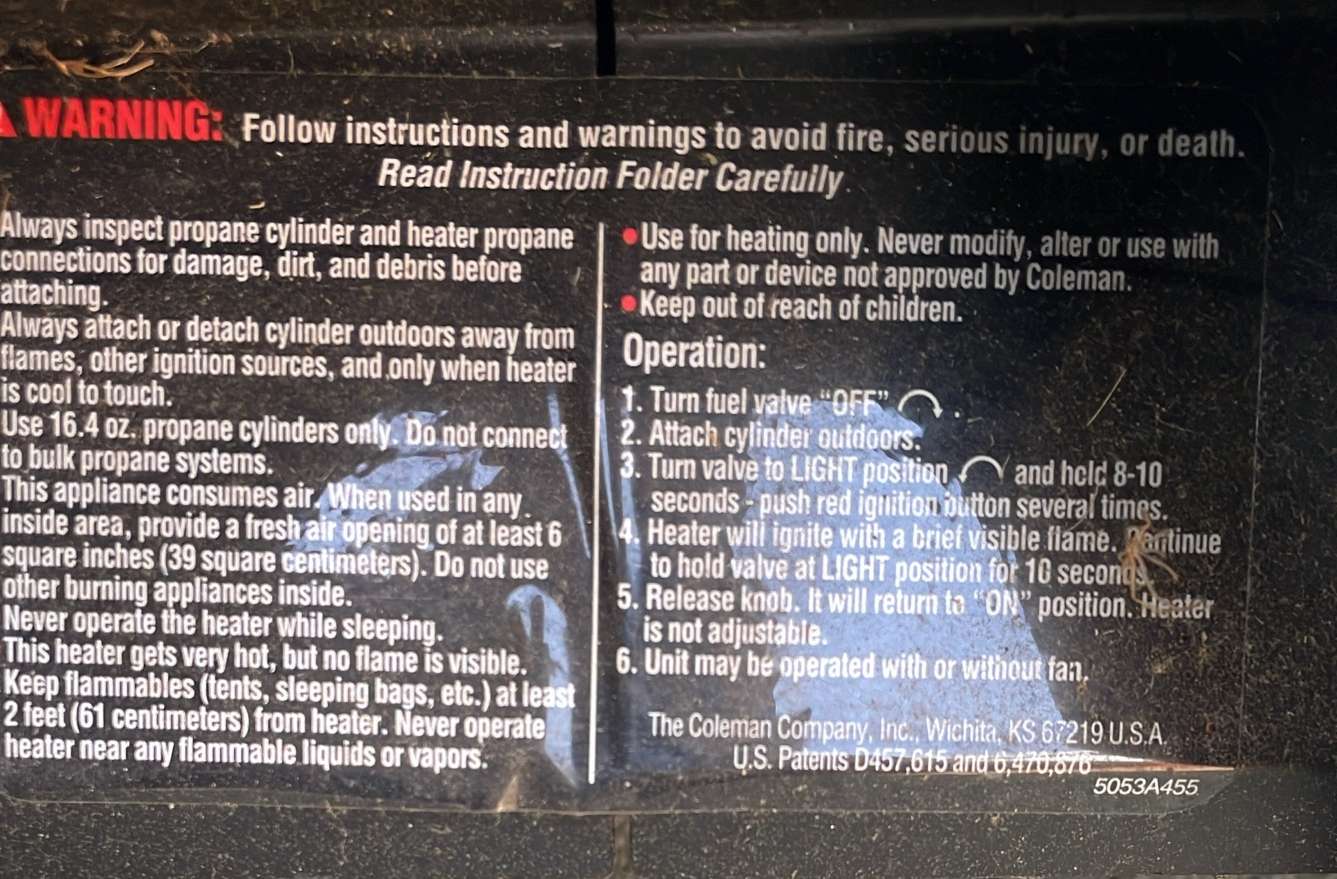 WARNING: Follow instructions and warnings to avoid fire, serious injury, or death.
Read Instruction Folder Carefully.
Always inspect propane cylinder and heater propane
connections for damage, dirt, and debris before
attaching.
Always attach or detach cylinder outdoors away from
flames, other ignition sources, and only when heater
is cool to touch.
Use 16.4 oz. propane cylinders only. Do not connect
to bulk propane systems.
This appliance consumes air. When used in any
inside area, provide a fresh air opening of at least 6
square inches (39 square centimeters). Do not use
other burning appliances inside.
Never operate the heater while sleeping.
This heater gets very hot, but no flame is visible.
Keep flammables (tents, sleeping bags, etc.) at least
2 feet (61 centimeters) from heater. Never operate
heater near any flammable liquids or vapors.
• Use for heating only. Never modify, alter or use with
any part or device not approved by Coleman.
• Keep out of reach of children.
Operation:
1. Turn fuel valve “OFF” .
2. Attach cylinder outdoors.
3. Turn valve to LIGHT position and hold 8-10
seconds - push red ignition button several times.
4. Heater will ignite with a brief visible flame. Continue
to hold valve at LIGHT position for 10 seconds.
5. Release knob. It will return to “ON” position. Heater
is not adjustable.
6. Unit may be operated with or without fan.
The Coleman Company, Inc., Wichita, KS 67219 U.S.A.
U.S. Patents D457,615 and 6,470,876
5053A455